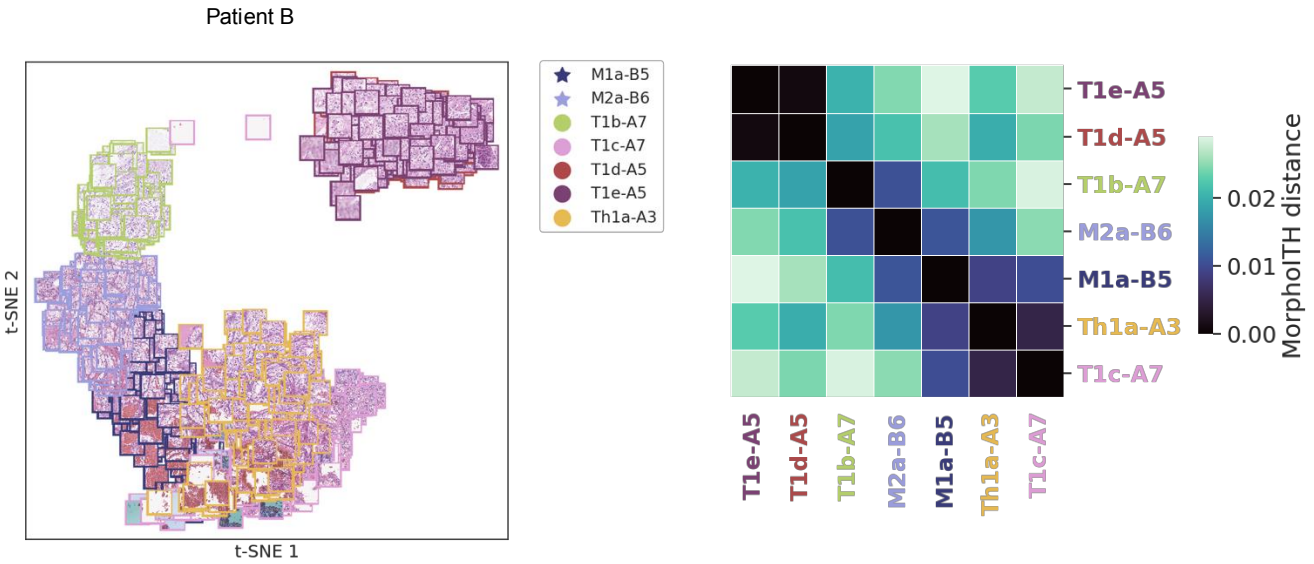 Patient B
t-SNE 2
t-SNE 1
M1a-B5
M2a-B6
T1b-A7
T1c-A7
T1d-A5
T1e-A5
Th1a-A3
T1e-A5
T1d-A5
T1b-A7
M2a-B6
M1a-B5
Th1a-A3
T1c-A7
T1e-A5
T1d-A5
T1b-A7
M2a-B6
M1a-B5
Th1a-A3
T1c-A7
0.02
0.01
0.00
MorpholTH distance